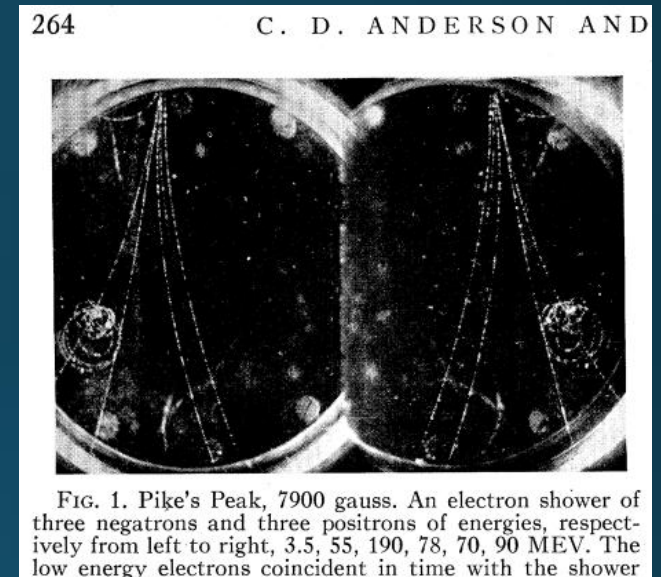 264 C. D. ANDERSON AND
FIG. 1. Pike's Peak, 7900 gauss. An electron shower of
three negatrons and three positrons of energies, respect-
ively from left to right, 3.5, 55, 190, 78, 70, 90 MEV. The
low energy electrons coincident in time with the shower